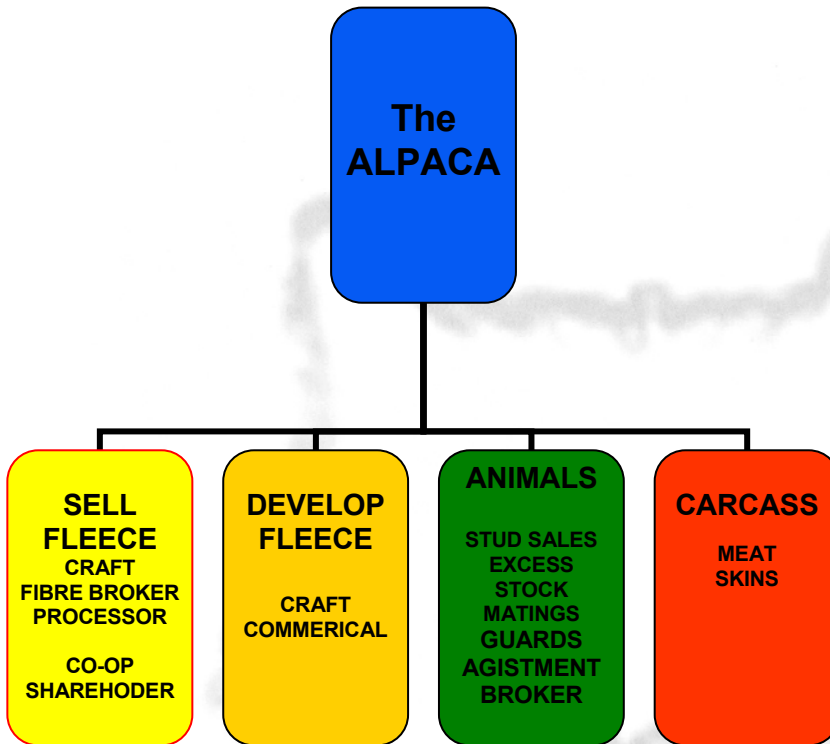 The
ALPACA
SELL
FLEECE
CRAFT
FIBRE BROKER
PROCESSOR
CO-OP
SHAREHODER
DEVELOP
FLEECE
CRAFT
COMMERICAL
ANIMALS
STUD SALES
EXCESS
STOCK
MATINGS
GUARDS
AGISTMENT
BROKER
CARCASS
MEAT
SKINS